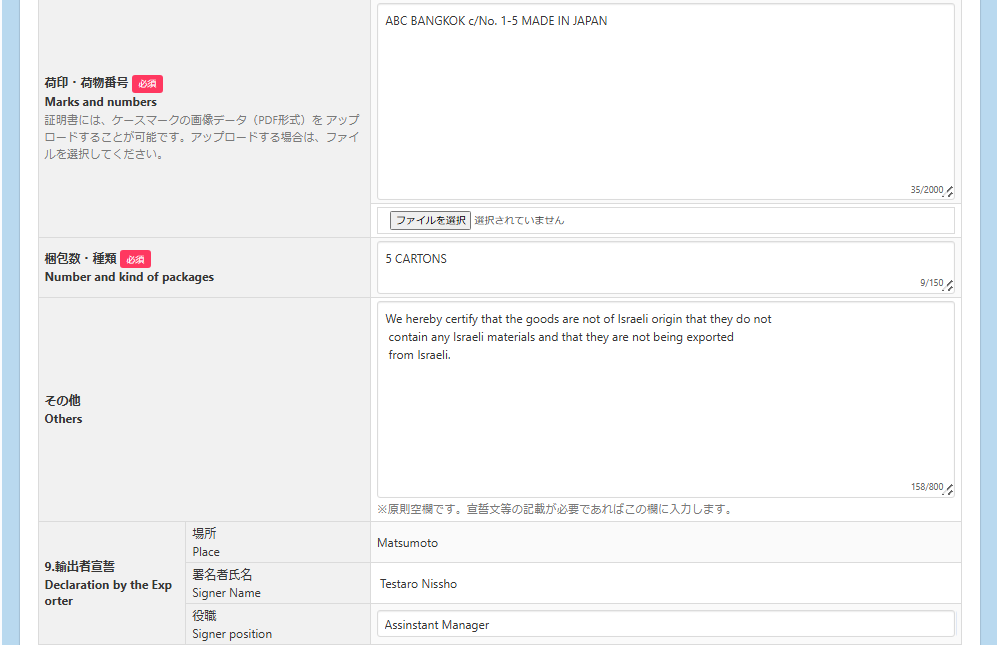 ABC BANGKOK c/No. 1-5 MADE IN JAPAN
荷印・荷物番号 必須
Marks and numbers
証明書には、ケースマークの画像データ（PDF形式）を アップ
ロードすることが可能です。アップロードする場合は、ファイ
ルを選択してください。
35/2000
ファイルを選択 選択されていません
梱包数・種類 必須
Number and kind of packages
5 CARTONS
9/150
その他
Others
We hereby certify that the goods are not of Israeli origin that they do not
contain any Israeli materials and that they are not being exported
from Israeli.
158/800
※原則空欄です。宣誓文等の記載が必要であればこの欄に入力します。
9.輸出者宣誓
Declaration by the Exp
orter
場所
Place
Matsumoto
署名者氏名
Signer Name
Testaro Nissho
役職
Signer position
Assinstant Manager